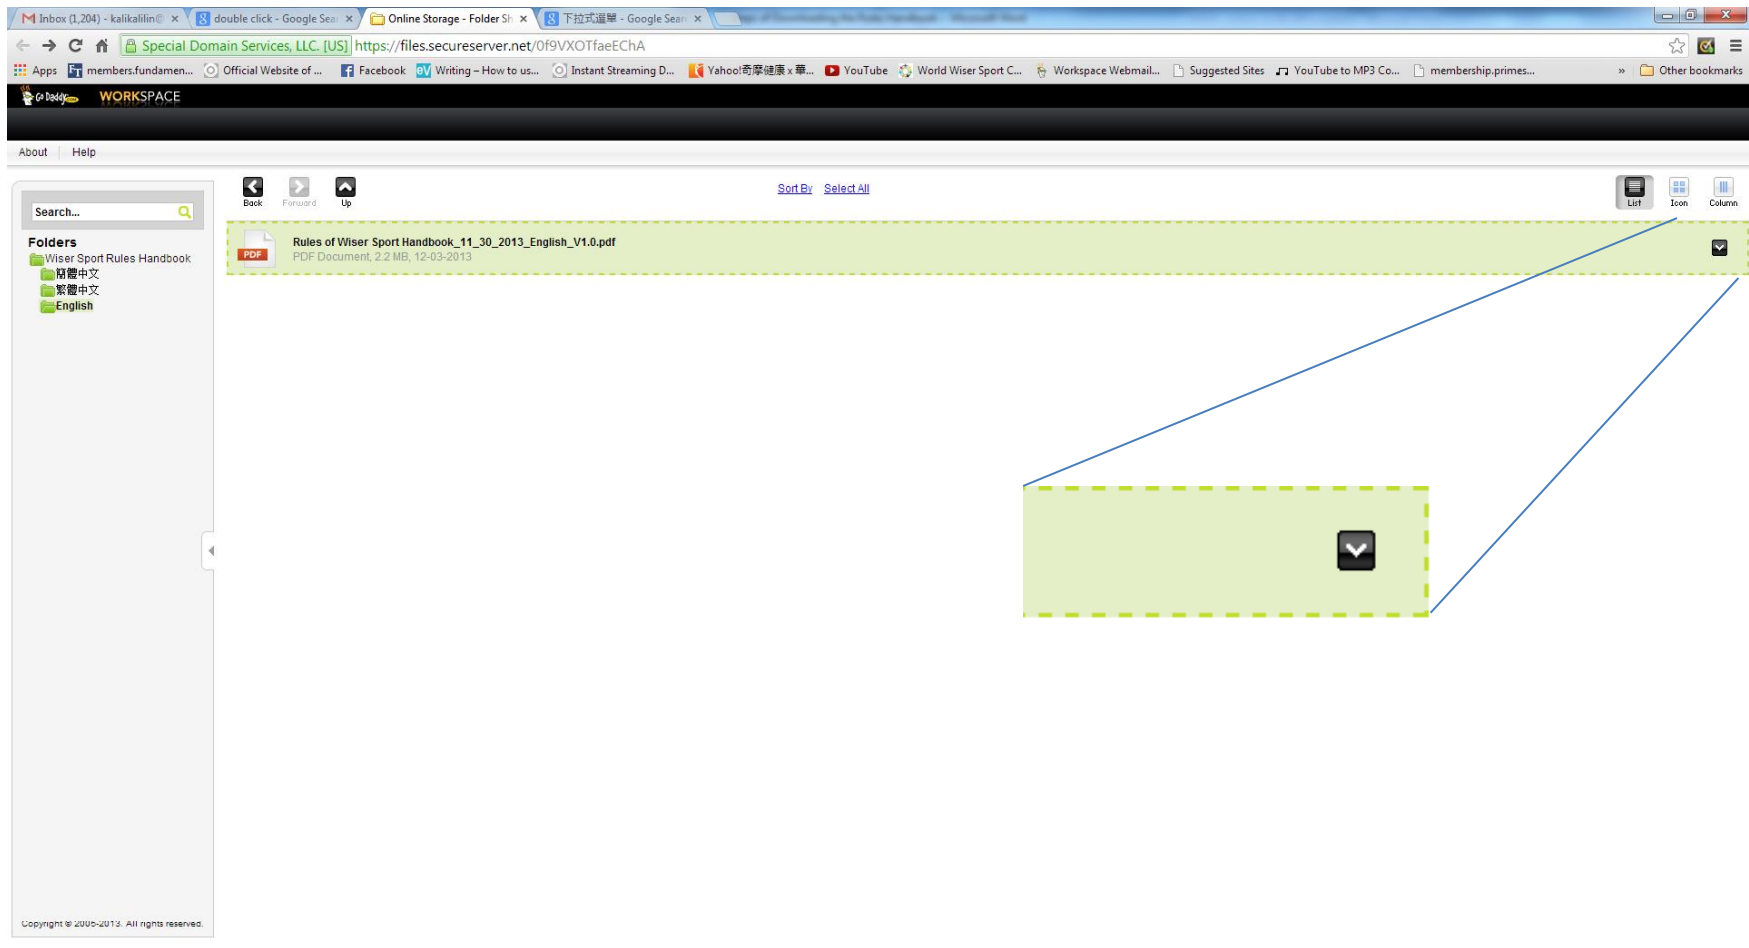 Inbox (1,204) - kalikalilin@
double click - Google Sear
Online Storage - Folder Sh
下拉式選單 - Google Sear
Special Domain Services, LLC. [US] https://files.secureserver.net/0f9VXOTfaeEChA
Apps members.fundamen... Official Website of ... Facebook Writing – How to us... Instant Streaming D... Yahoo!奇摩健康 x 華... YouTube World Wiser Sport C... Workspace Webmail... Suggested Sites YouTube to MP3 Co... membership.primes... » Other bookmarks
Go Daddy.com WORKSPACE
About Help
Back Forward Up Sort By Select All List Icon Column
Search...
Folders
Wiser Sport Rules Handbook
簡體中文
繁體中文
English
PDF
Rules of Wiser Sport Handbook_11_30_2013_English_V1.0.pdf
PDF Document, 2.2 MB, 12-03-2013
Copyright © 2005-2013. All rights reserved.